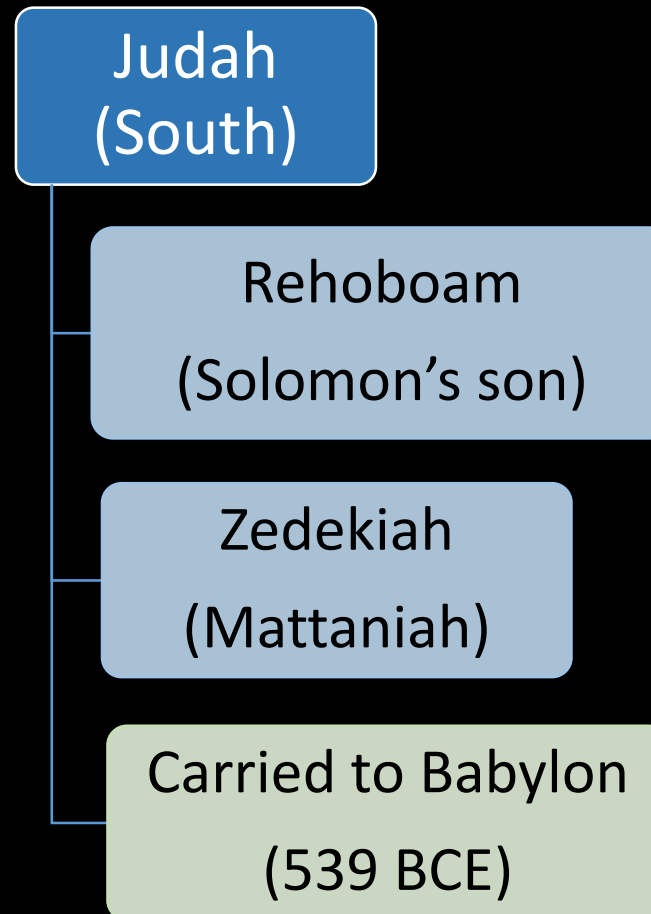 Judah
(South)
Rehoboam
(Solomon’s son)
Zedekiah
(Mattaniah)
Carried to Babylon
(539 BCE)